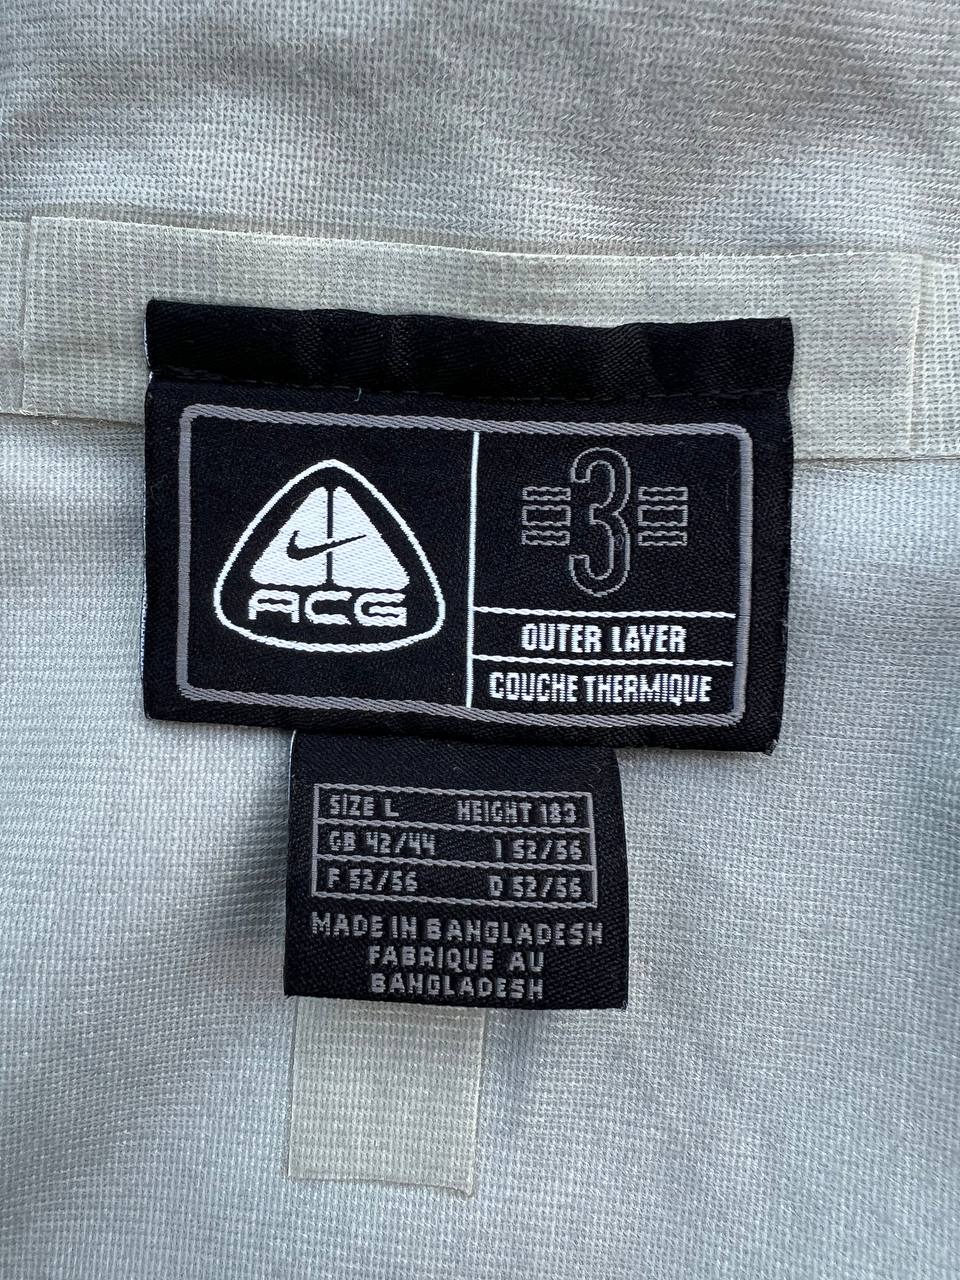 ACG
3
OUTER LAYER
COUCHE THERMIQUE
SIZE L HEIGHT 183
GB 42/44 I 52/56
F 52/56 D 52/56
MADE IN BANGLADESH
FABRIQUE AU
BANGLADESH